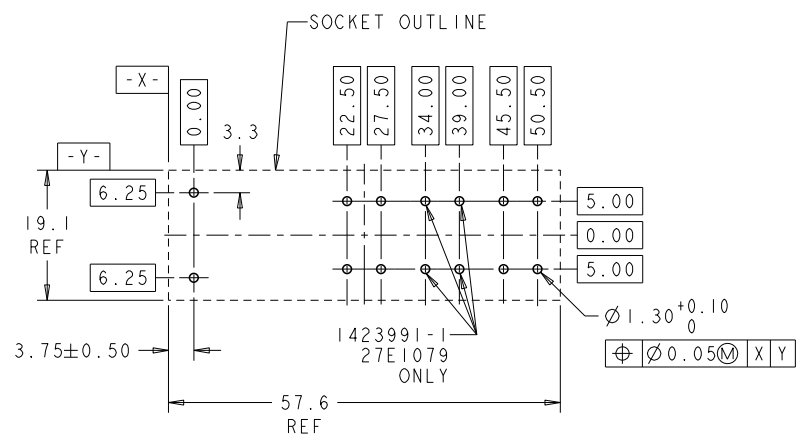 SOCKET OUTLINE
-X-
0.00
3.3
22.50
27.50
34.00
39.00
45.50
50.50
-Y-
6.25
5.00
19.1
REF
0.00
6.25
5.00
Ø1.30 +0.10
0
1423991-1
27E1079
ONLY
3.75±0.50
⌖ Ø0.05Ⓜ X Y
57.6
REF